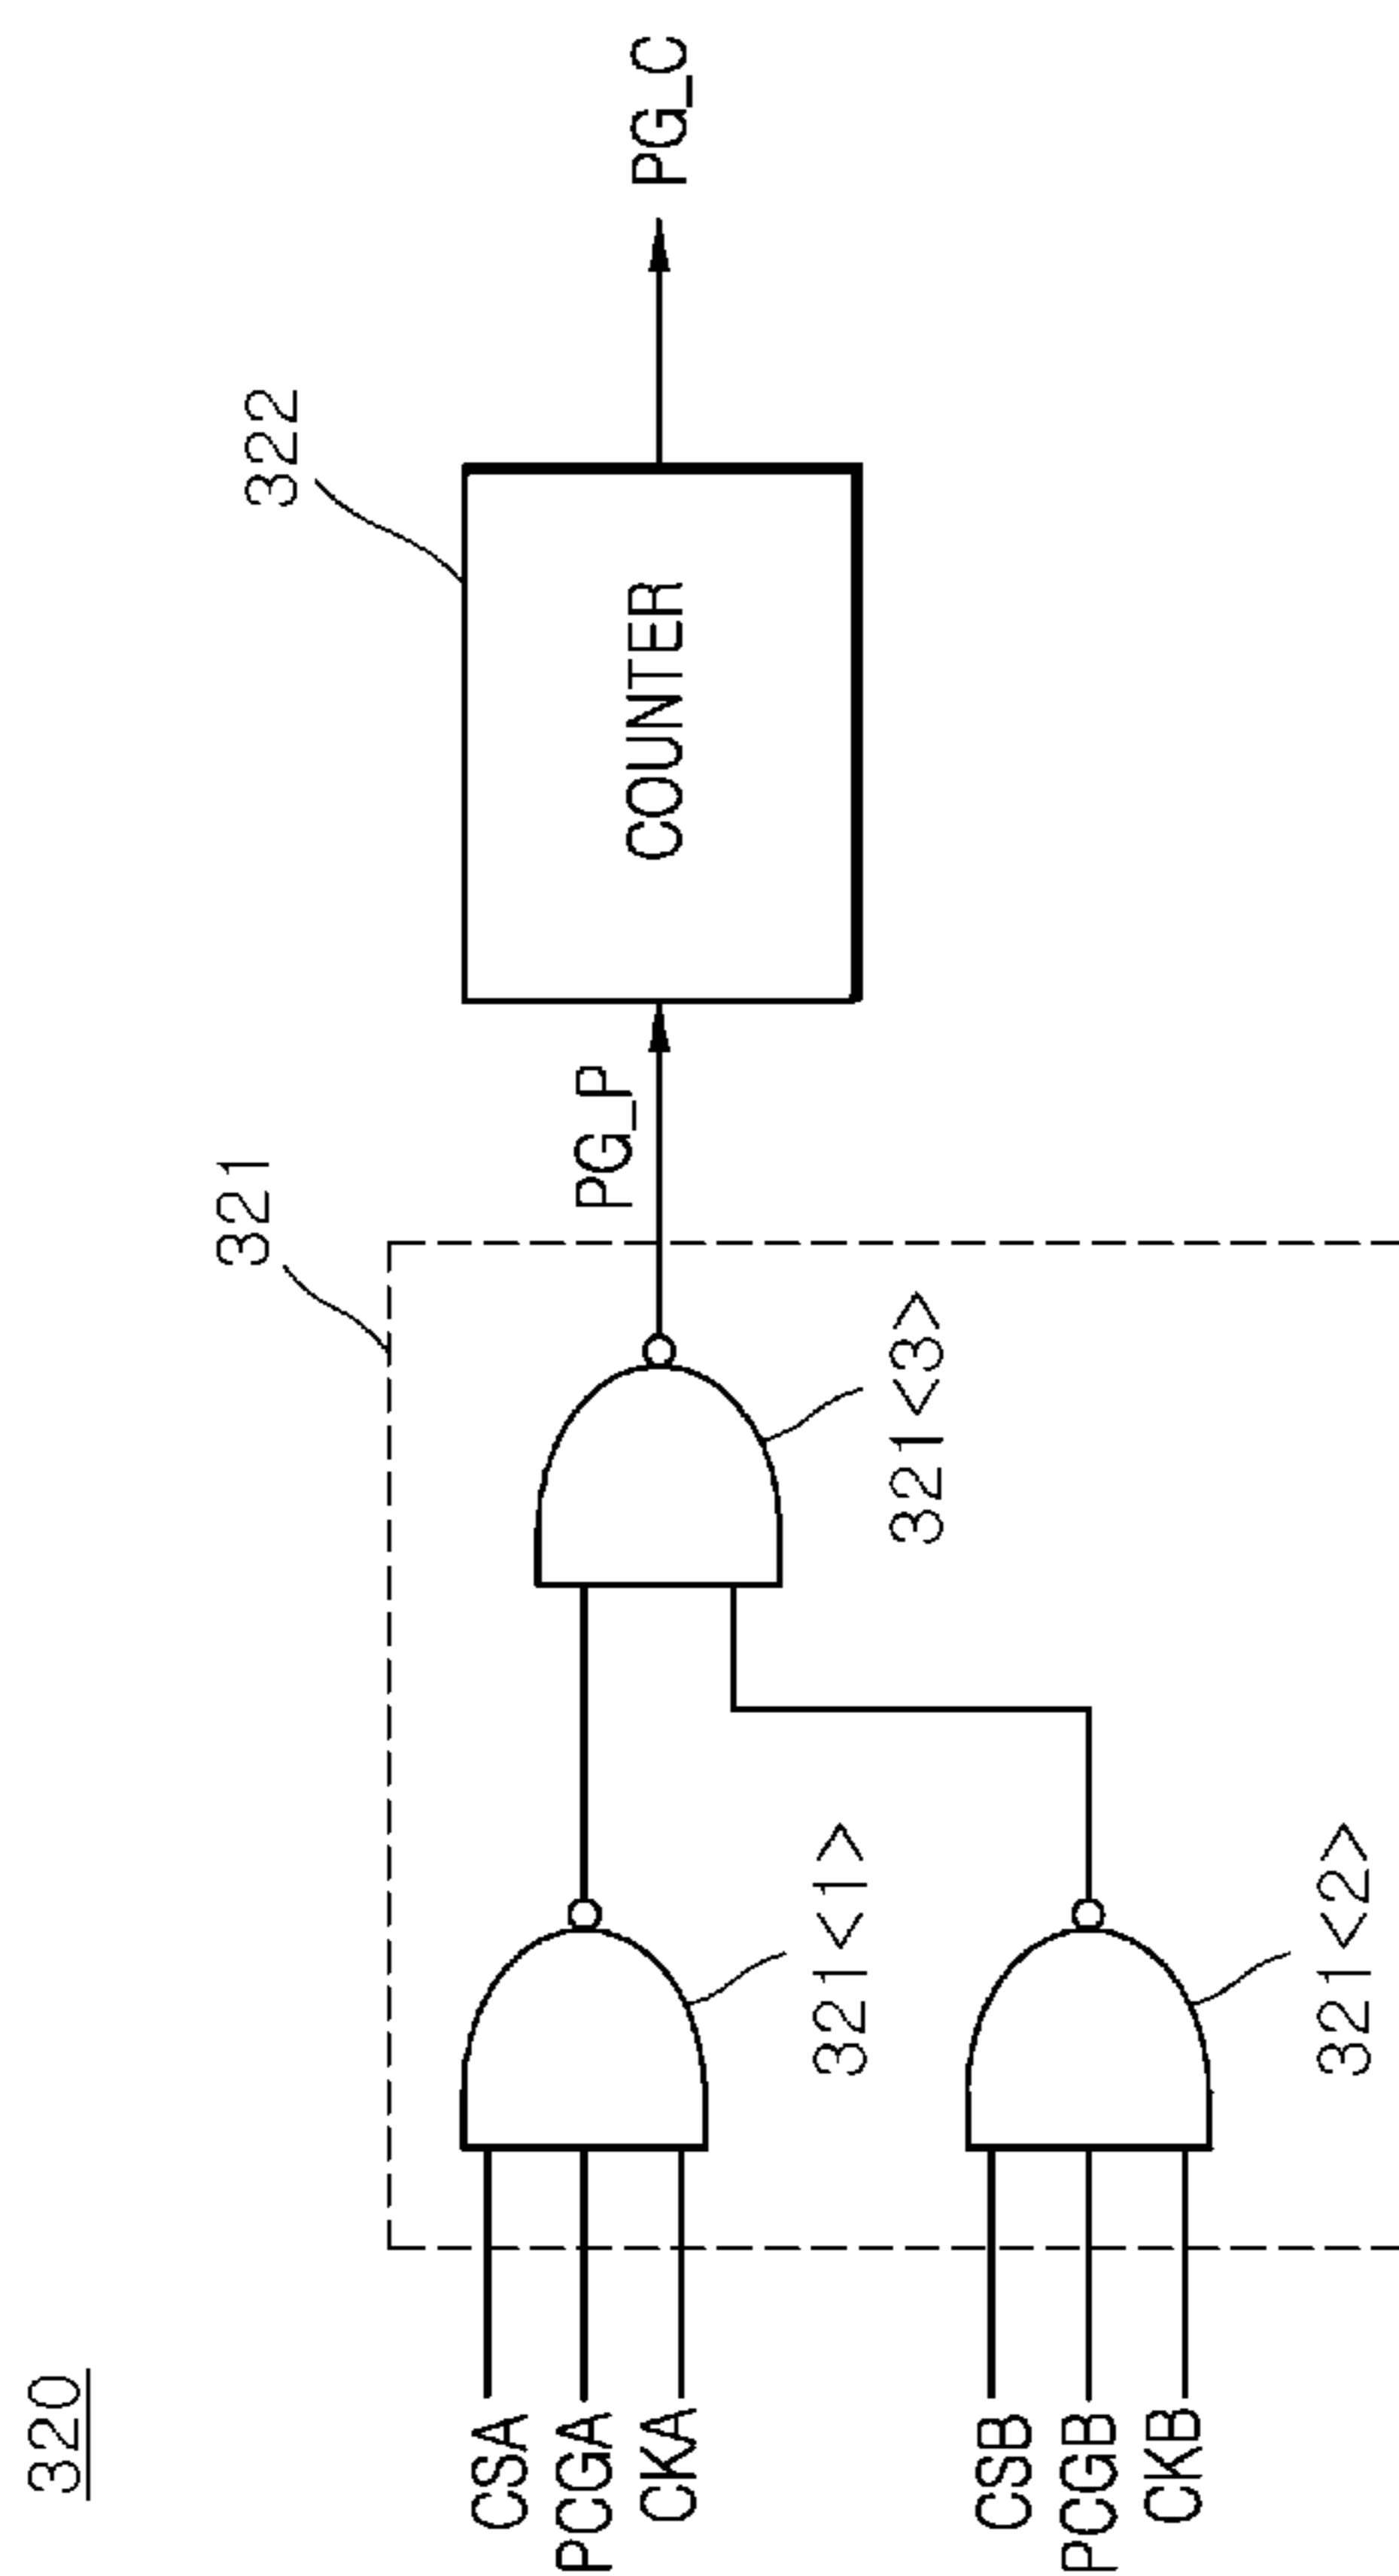 320
CSA
PCGA
CKA
CSB
PCGB
CKB
321<1>
321<2>
321<3>
321
PG_P
COUNTER
322
PG_C